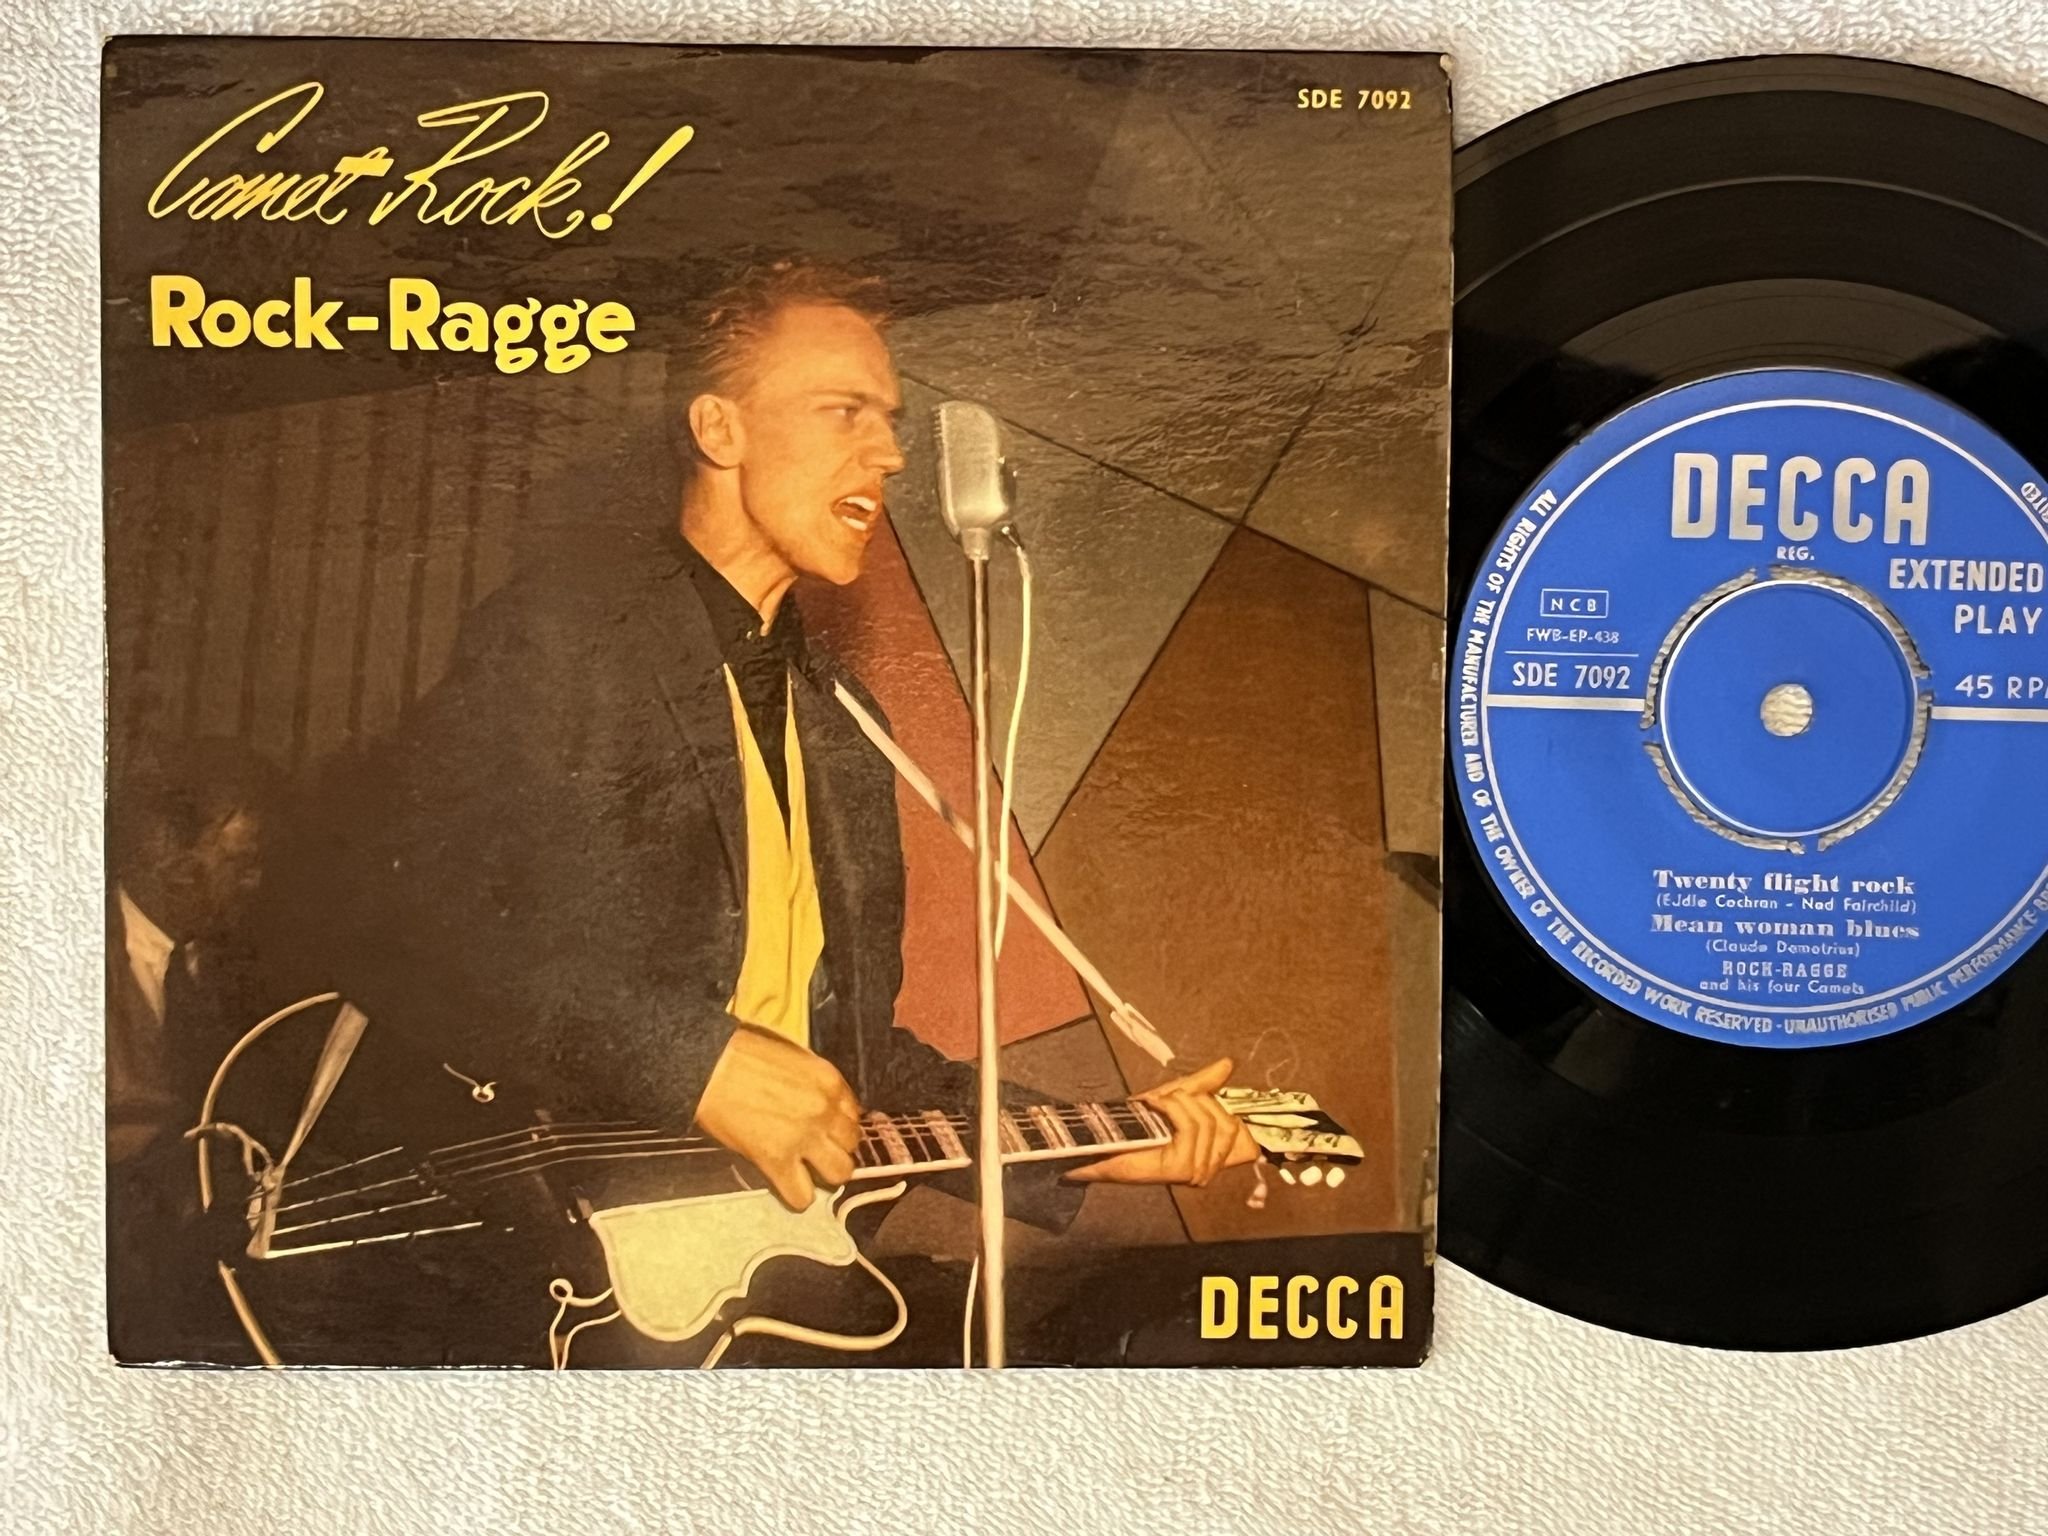 Comet Rock!
SDE 7092
Rock-Ragge
DECCA
DECCA
REG.
EXTENDED
PLAY
NCB
FWB-EP-438
SDE 7092
45 RPM
Twenty flight rock
(Eddie Cochran - Ned Fairchild)
Mean woman blues
(Claude Demetrius)
ROCK-RAGGE
and his four Comets
ALL RIGHTS OF THE MANUFACTURER AND OF THE OWNER OF THE RECORDED WORK RESERVED - UNAUTHORISED PUBLIC PERFORMANCE